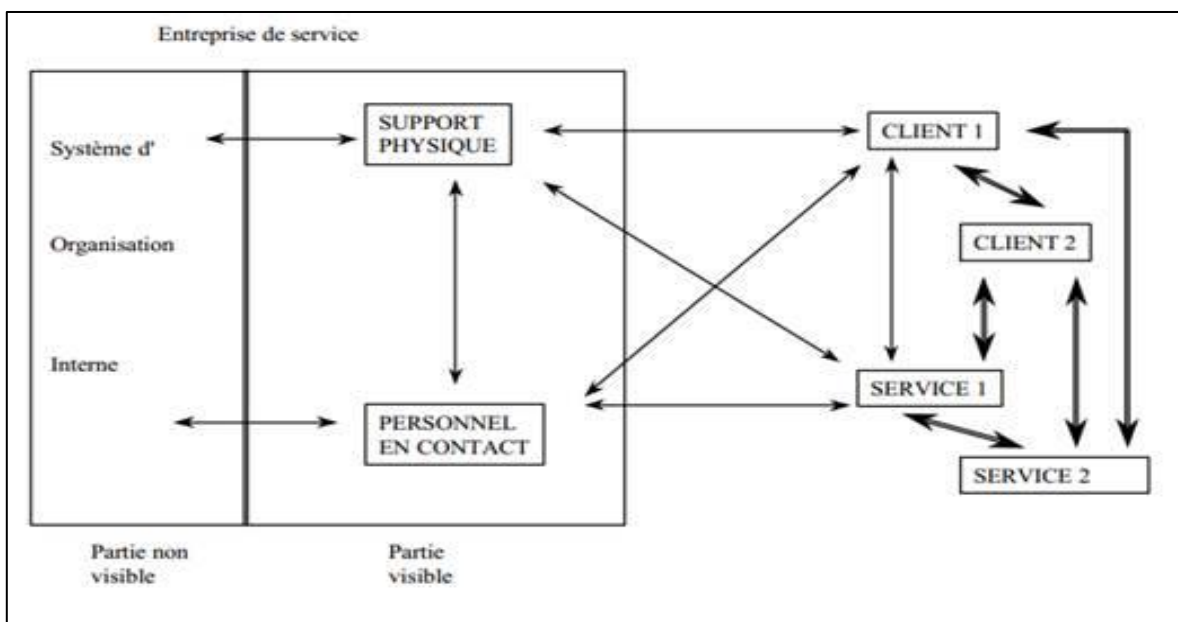 Entreprise de service
Système d'
Organisation
Interne
SUPPORT
PHYSIQUE
PERSONNEL
EN CONTACT
CLIENT 1
CLIENT 2
SERVICE 1
SERVICE 2
Partie non
visible
Partie
visible